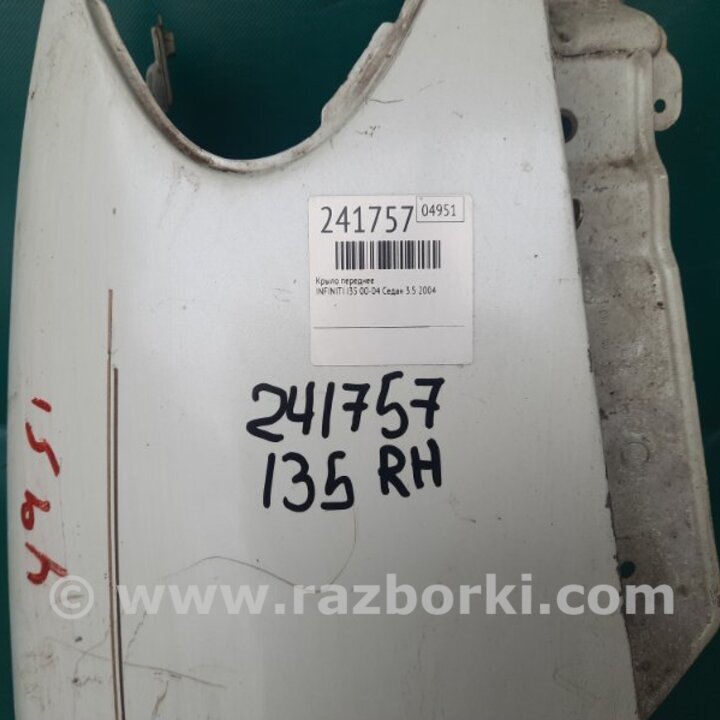 241757 04951
Крыло переднее
INFINITI I35 00-04 Седан 3.5 2004
241757
I35 RH
© www.razborki.com